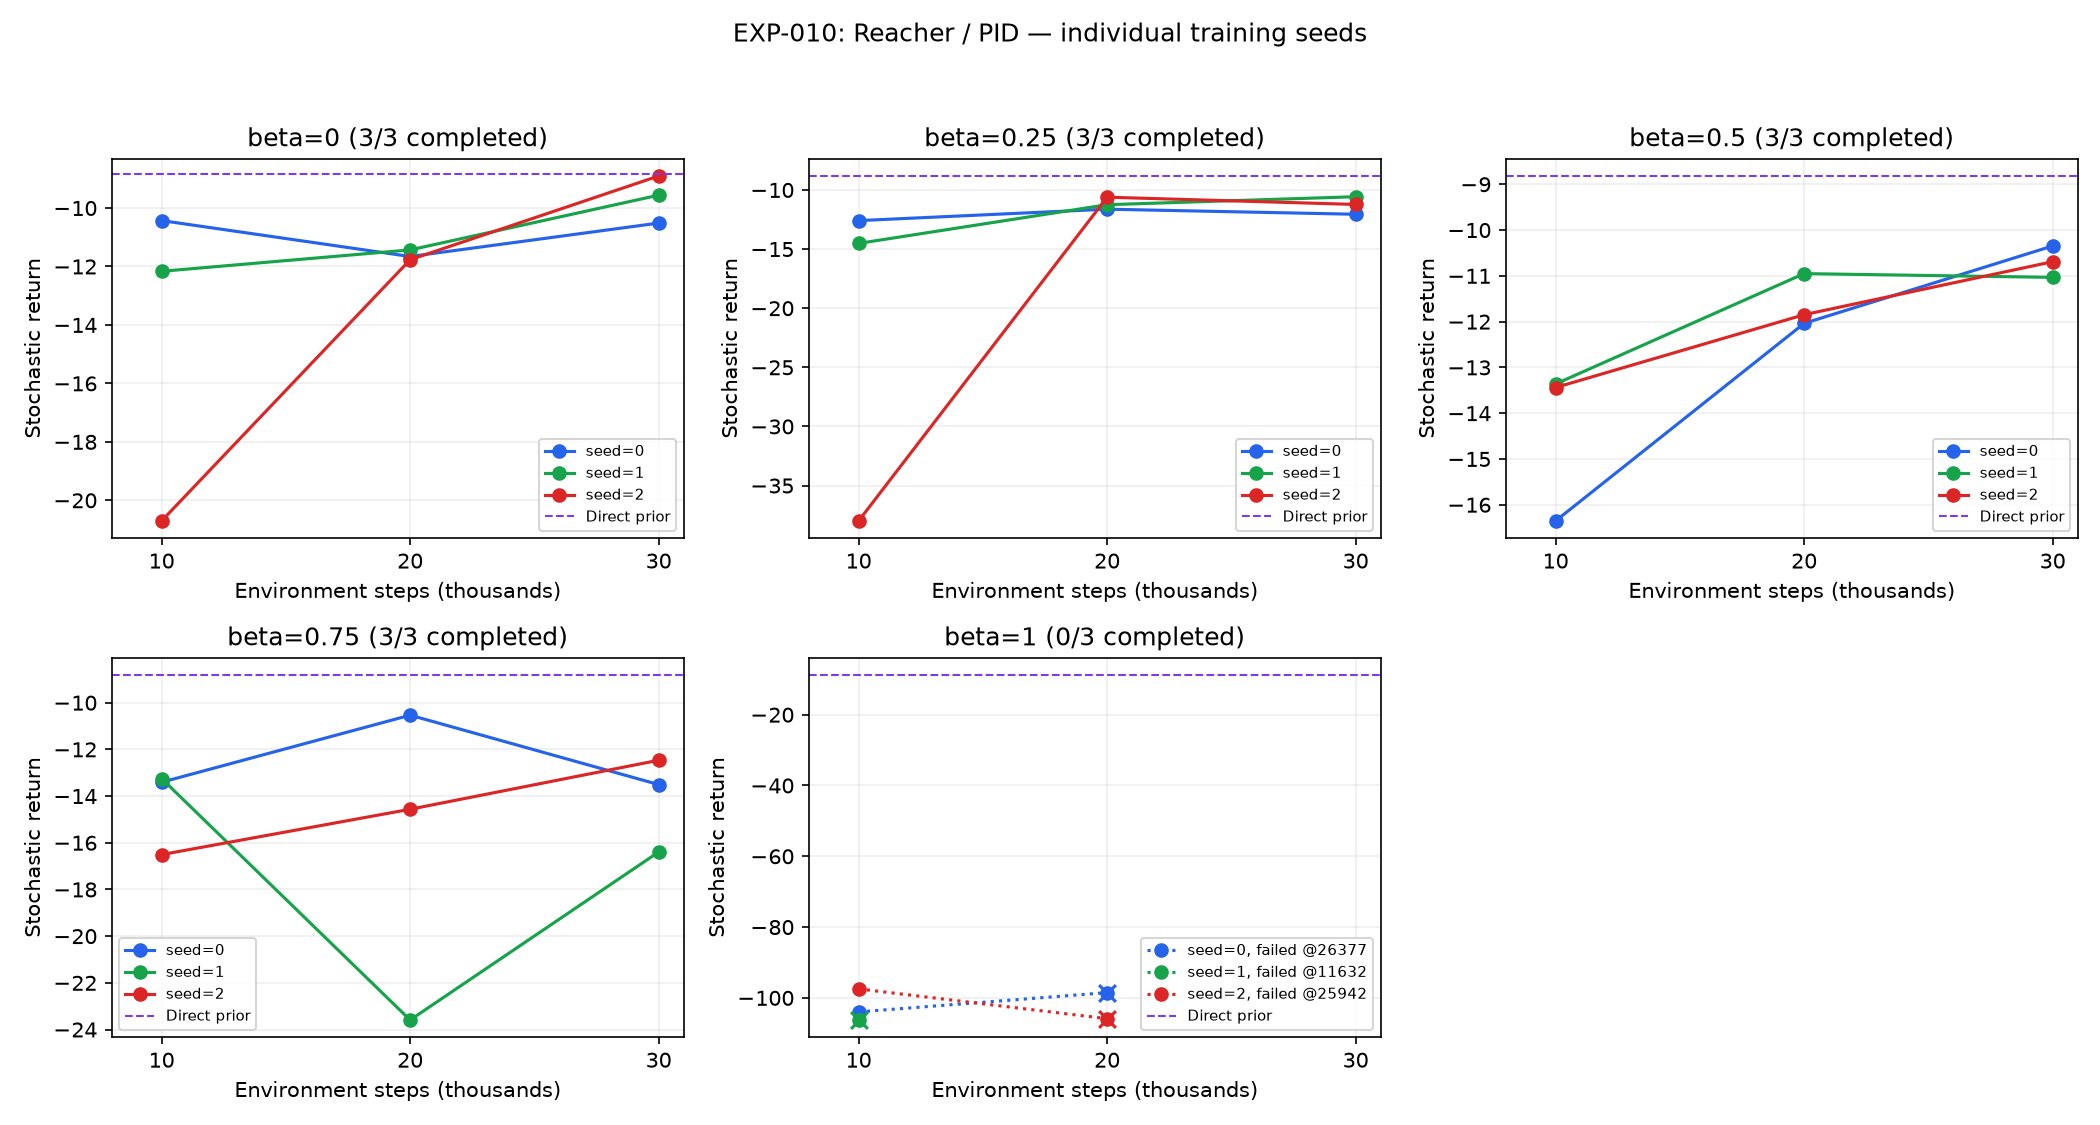 EXP-010: Reacher / PID — individual training seeds
beta=0 (3/3 completed)
Stochastic return
−10
−12
−14
−16
−18
−20
seed=0
seed=1
seed=2
Direct prior
10
20
30
Environment steps (thousands)
beta=0.25 (3/3 completed)
Stochastic return
−10
−15
−20
−25
−30
−35
seed=0
seed=1
seed=2
Direct prior
10
20
30
Environment steps (thousands)
beta=0.5 (3/3 completed)
Stochastic return
−9
−10
−11
−12
−13
−14
−15
−16
seed=0
seed=1
seed=2
Direct prior
10
20
30
Environment steps (thousands)
beta=0.75 (3/3 completed)
Stochastic return
−10
−12
−14
−16
−18
−20
−22
−24
seed=0
seed=1
seed=2
Direct prior
10
20
30
Environment steps (thousands)
beta=1 (0/3 completed)
Stochastic return
−20
−40
−60
−80
−100
seed=0, failed @26377
seed=1, failed @11632
seed=2, failed @25942
Direct prior
10
20
30
Environment steps (thousands)